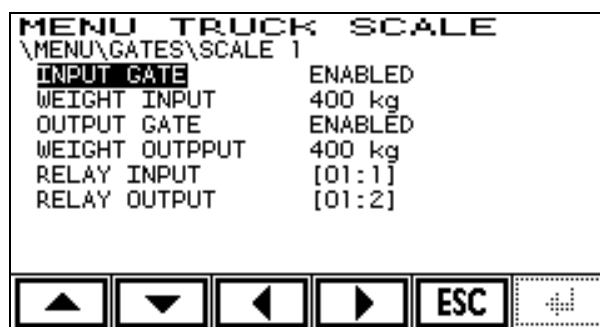 MENU TRUCK SCALE
\MENU\GATES\SCALE 1
INPUT GATE ENABLED
WEIGHT INPUT 400 kg
OUTPUT GATE ENABLED
WEIGHT OUTPPUT 400 kg
RELAY INPUT [01:1]
RELAY OUTPUT [01:2]
ESC